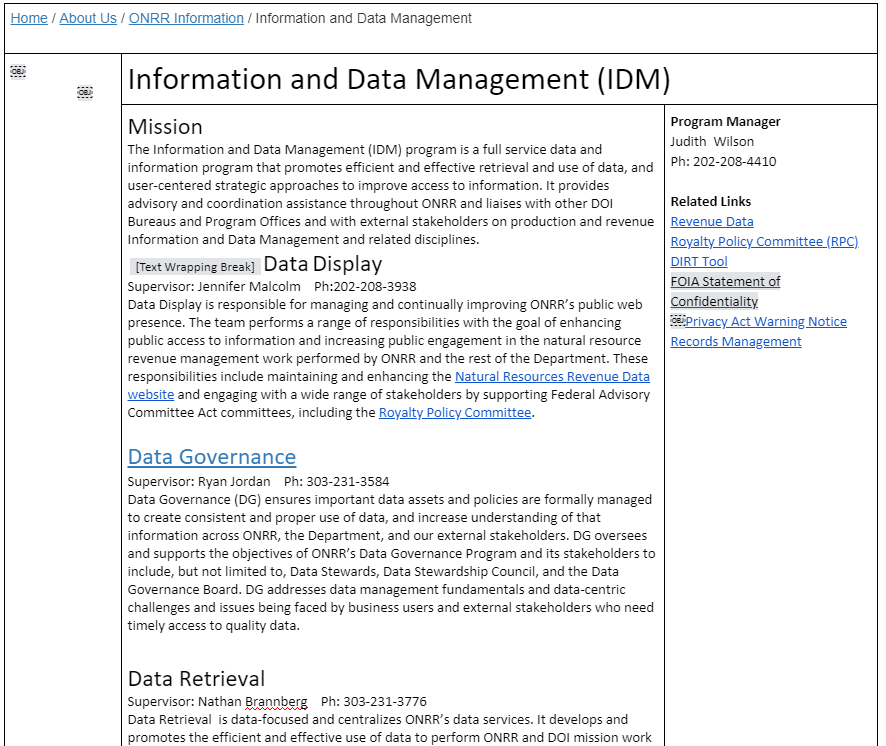 Home / About Us / ONRR Information / Information and Data Management
OBJ
OBJ
Information and Data Management (IDM)
Mission
The Information and Data Management (IDM) program is a full service data and
information program that promotes efficient and effective retrieval and use of data, and
user-centered strategic approaches to improve access to information. It provides
advisory and coordination assistance throughout ONRR and liaises with other DOI
Bureaus and Program Offices and with external stakeholders on production and revenue
Information and Data Management and related disciplines.
[Text Wrapping Break] Data Display
Supervisor: Jennifer Malcolm Ph:202-208-3938
Data Display is responsible for managing and continually improving ONRR's public web
presence. The team performs a range of responsibilities with the goal of enhancing
public access to information and increasing public engagement in the natural resource
revenue management work performed by ONRR and the rest of the Department. These
responsibilities include maintaining and enhancing the Natural Resources Revenue Data
website and engaging with a wide range of stakeholders by supporting Federal Advisory
Committee Act committees, including the Royalty Policy Committee.
Data Governance
Supervisor: Ryan Jordan Ph: 303-231-3584
Data Governance (DG) ensures important data assets and policies are formally managed
to create consistent and proper use of data, and increase understanding of that
information across ONRR, the Department, and our external stakeholders. DG oversees
and supports the objectives of ONRR's Data Governance Program and its stakeholders to
include, but not limited to, Data Stewards, Data Stewardship Council, and the Data
Governance Board. DG addresses data management fundamentals and data-centric
challenges and issues being faced by business users and external stakeholders who need
timely access to quality data.
Data Retrieval
Supervisor: Nathan Brannberg Ph: 303-231-3776
Data Retrieval is data-focused and centralizes ONRR's data services. It develops and
promotes the efficient and effective use of data to perform ONRR and DOI mission work
Program Manager
Judith Wilson
Ph: 202-208-4410
Related Links
Revenue Data
Royalty Policy Committee (RPC)
DIRT Tool
FOIA Statement of
Confidentiality
OBJ Privacy Act Warning Notice
Records Management